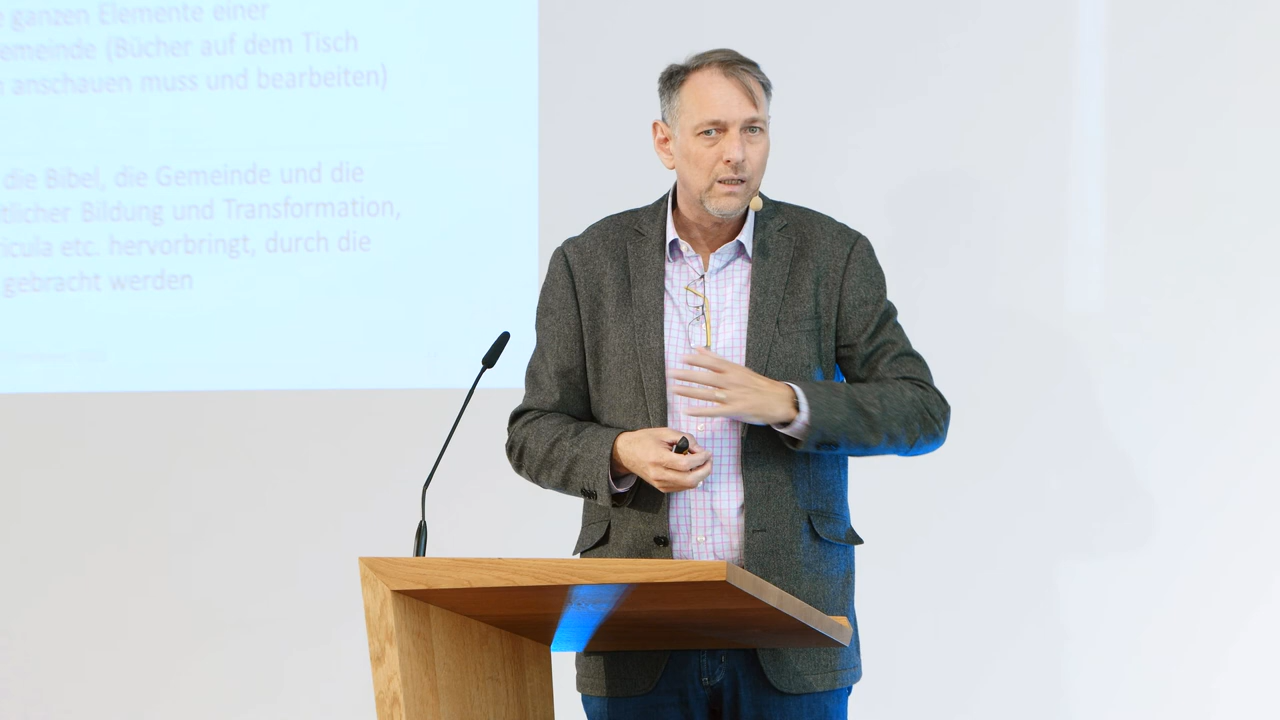 ganzen Elemente einer
emeinde (Bücher auf dem Tisch
anschauen muss und bearbeiten)
die Bibel, die Gemeinde und die
tlicher Bildung und Transformation,
icula etc. hervorbringt, durch die
gebracht werden